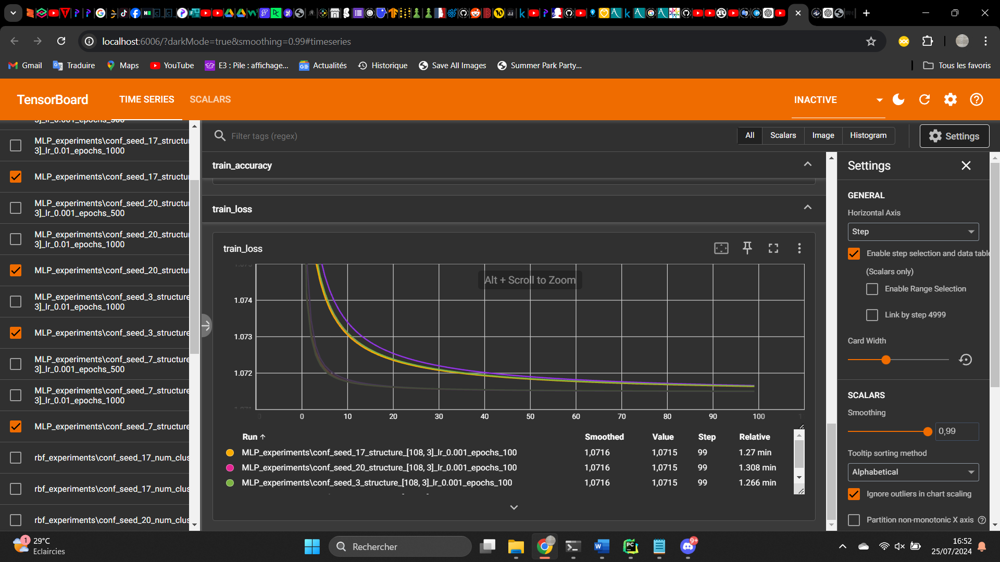 localhost:6006/?darkMode=true&smoothing=0.99#timeseries
Gmail
Traduire
Maps
YouTube
E3 : Pile : affichage...
Actualités
Historique
Save All Images
Summer Park Party...
Tous les favoris
TensorBoard
TIME SERIES
SCALARS
INACTIVE
MLP_experiments\conf_seed_17_structu
3]_lr_0.01_epochs_1000
MLP_experiments\conf_seed_17_structu
MLP_experiments\conf_seed_20_structu
3]_lr_0.001_epochs_500
MLP_experiments\conf_seed_20_structu
3]_lr_0.01_epochs_1000
MLP_experiments\conf_seed_20_structu
MLP_experiments\conf_seed_3_structure
3]_lr_0.01_epochs_1000
MLP_experiments\conf_seed_3_structure
MLP_experiments\conf_seed_7_structure
3]_lr_0.001_epochs_500
MLP_experiments\conf_seed_7_structure
3]_lr_0.01_epochs_1000
MLP_experiments\conf_seed_7_structure
rbf_experiments\conf_seed_17_num_clus
rbf_experiments\conf_seed_17_num_clus
rbf_experiments\conf_seed_20_num_clus
Filter tags (regex)
All
Scalars
Image
Histogram
Settings
train_accuracy
train_loss
train_loss
Alt + Scroll to Zoom
1.074
1.073
1.072
0
10
20
30
40
50
60
70
80
90
100
Run Smoothed Value Step Relative
MLP_experiments\conf_seed_17_structure_[108, 3]_lr_0.001_epochs_100 1,0716 1,0715 99 1.27 min
MLP_experiments\conf_seed_20_structure_[108, 3]_lr_0.001_epochs_100 1,0716 1,0715 99 1.308 min
MLP_experiments\conf_seed_3_structure_[108, 3]_lr_0.001_epochs_100 1,0716 1,0715 99 1.266 min
Settings
GENERAL
Horizontal Axis
Step
Enable step selection and data table
(Scalars only)
Enable Range Selection
Link by step 4999
Card Width
SCALARS
Smoothing
0,99
Tooltip sorting method
Alphabetical
Ignore outliers in chart scaling
Partition non-monotonic X axis
1
29°C
Eclaircies
Rechercher
9+
16:52
25/07/2024